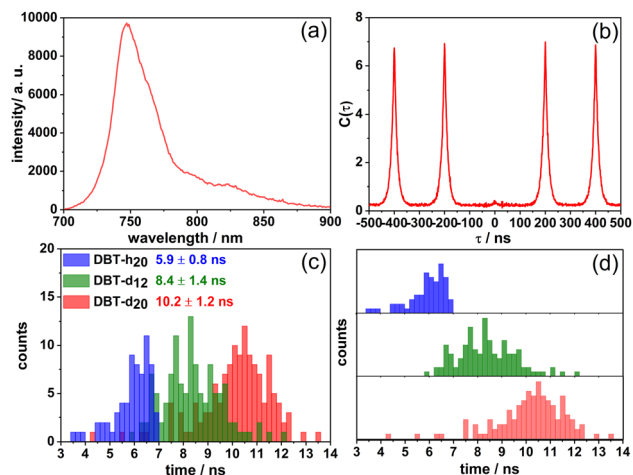 (a)
10000
8000
6000
4000
2000
0
intensity/ a. u.
700 750 800 850 900
wavelength / nm
(b)
8
6
4
2
0
C(τ)
-500-400-300-200-100 0 100 200 300 400 500
τ / ns
(c)
DBT-h20 5.9 ± 0.8 ns
DBT-d12 8.4 ± 1.4 ns
DBT-d20 10.2 ± 1.2 ns
20
15
10
5
0
counts
3 4 5 6 7 8 9 10 11 12 13 14
time / ns
(d)
counts
3 4 5 6 7 8 9 10 11 12 13 14
time / ns